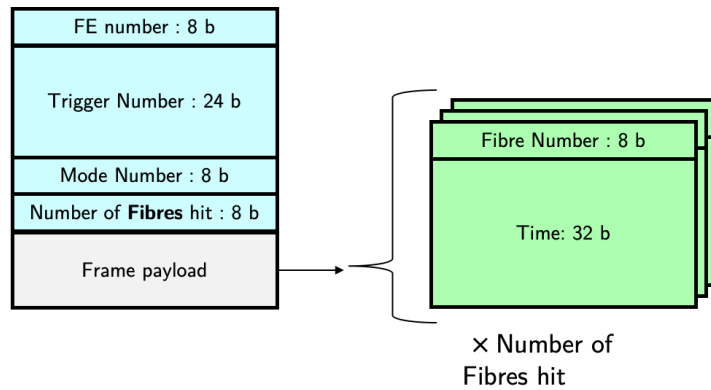 FE number : 8 b
Trigger Number : 24 b
Mode Number : 8 b
Number of Fibres hit : 8 b
Frame payload
Fibre Number : 8 b
Time: 32 b
× Number of
Fibres hit